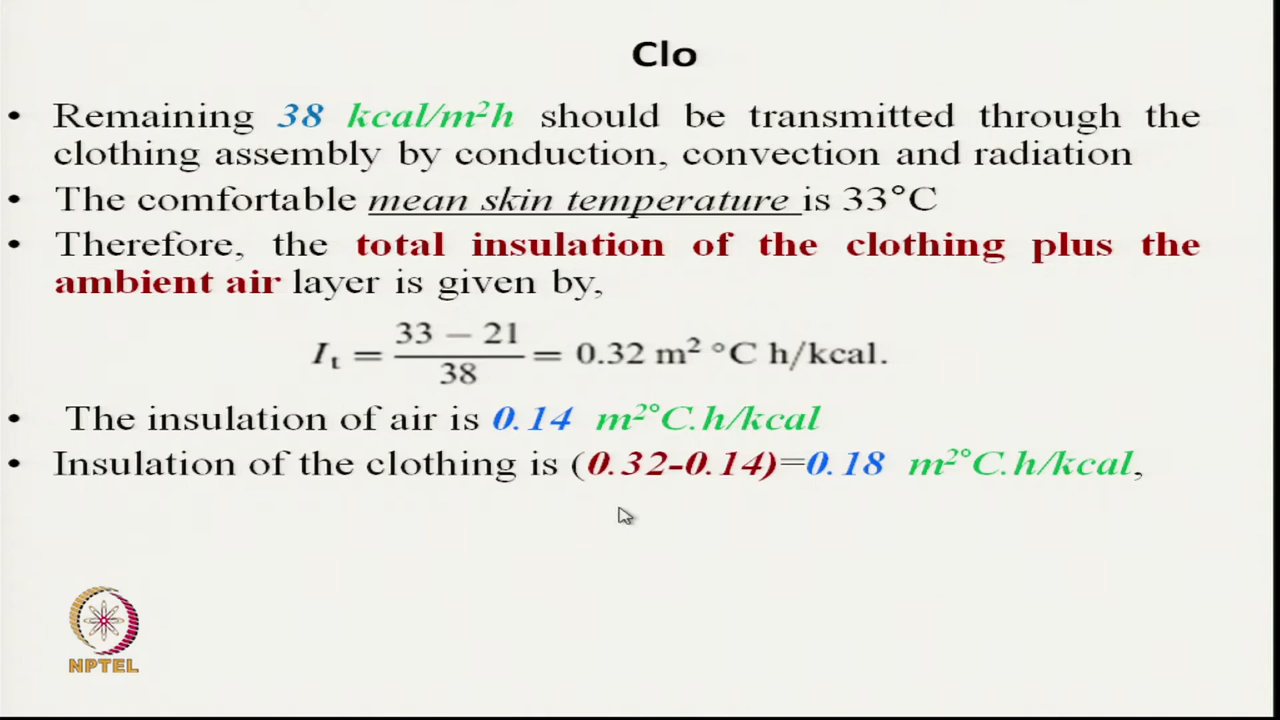 Clo
• Remaining 38 kcal/m²h should be transmitted through the
clothing assembly by conduction, convection and radiation
• The comfortable mean skin temperature is 33°C
• Therefore, the total insulation of the clothing plus the
ambient air layer is given by,
I_t = (33 − 21)/38 = 0.32 m² °C h/kcal.
• The insulation of air is 0.14 m²°C.h/kcal
• Insulation of the clothing is (0.32-0.14)=0.18 m²°C.h/kcal,
NPTEL